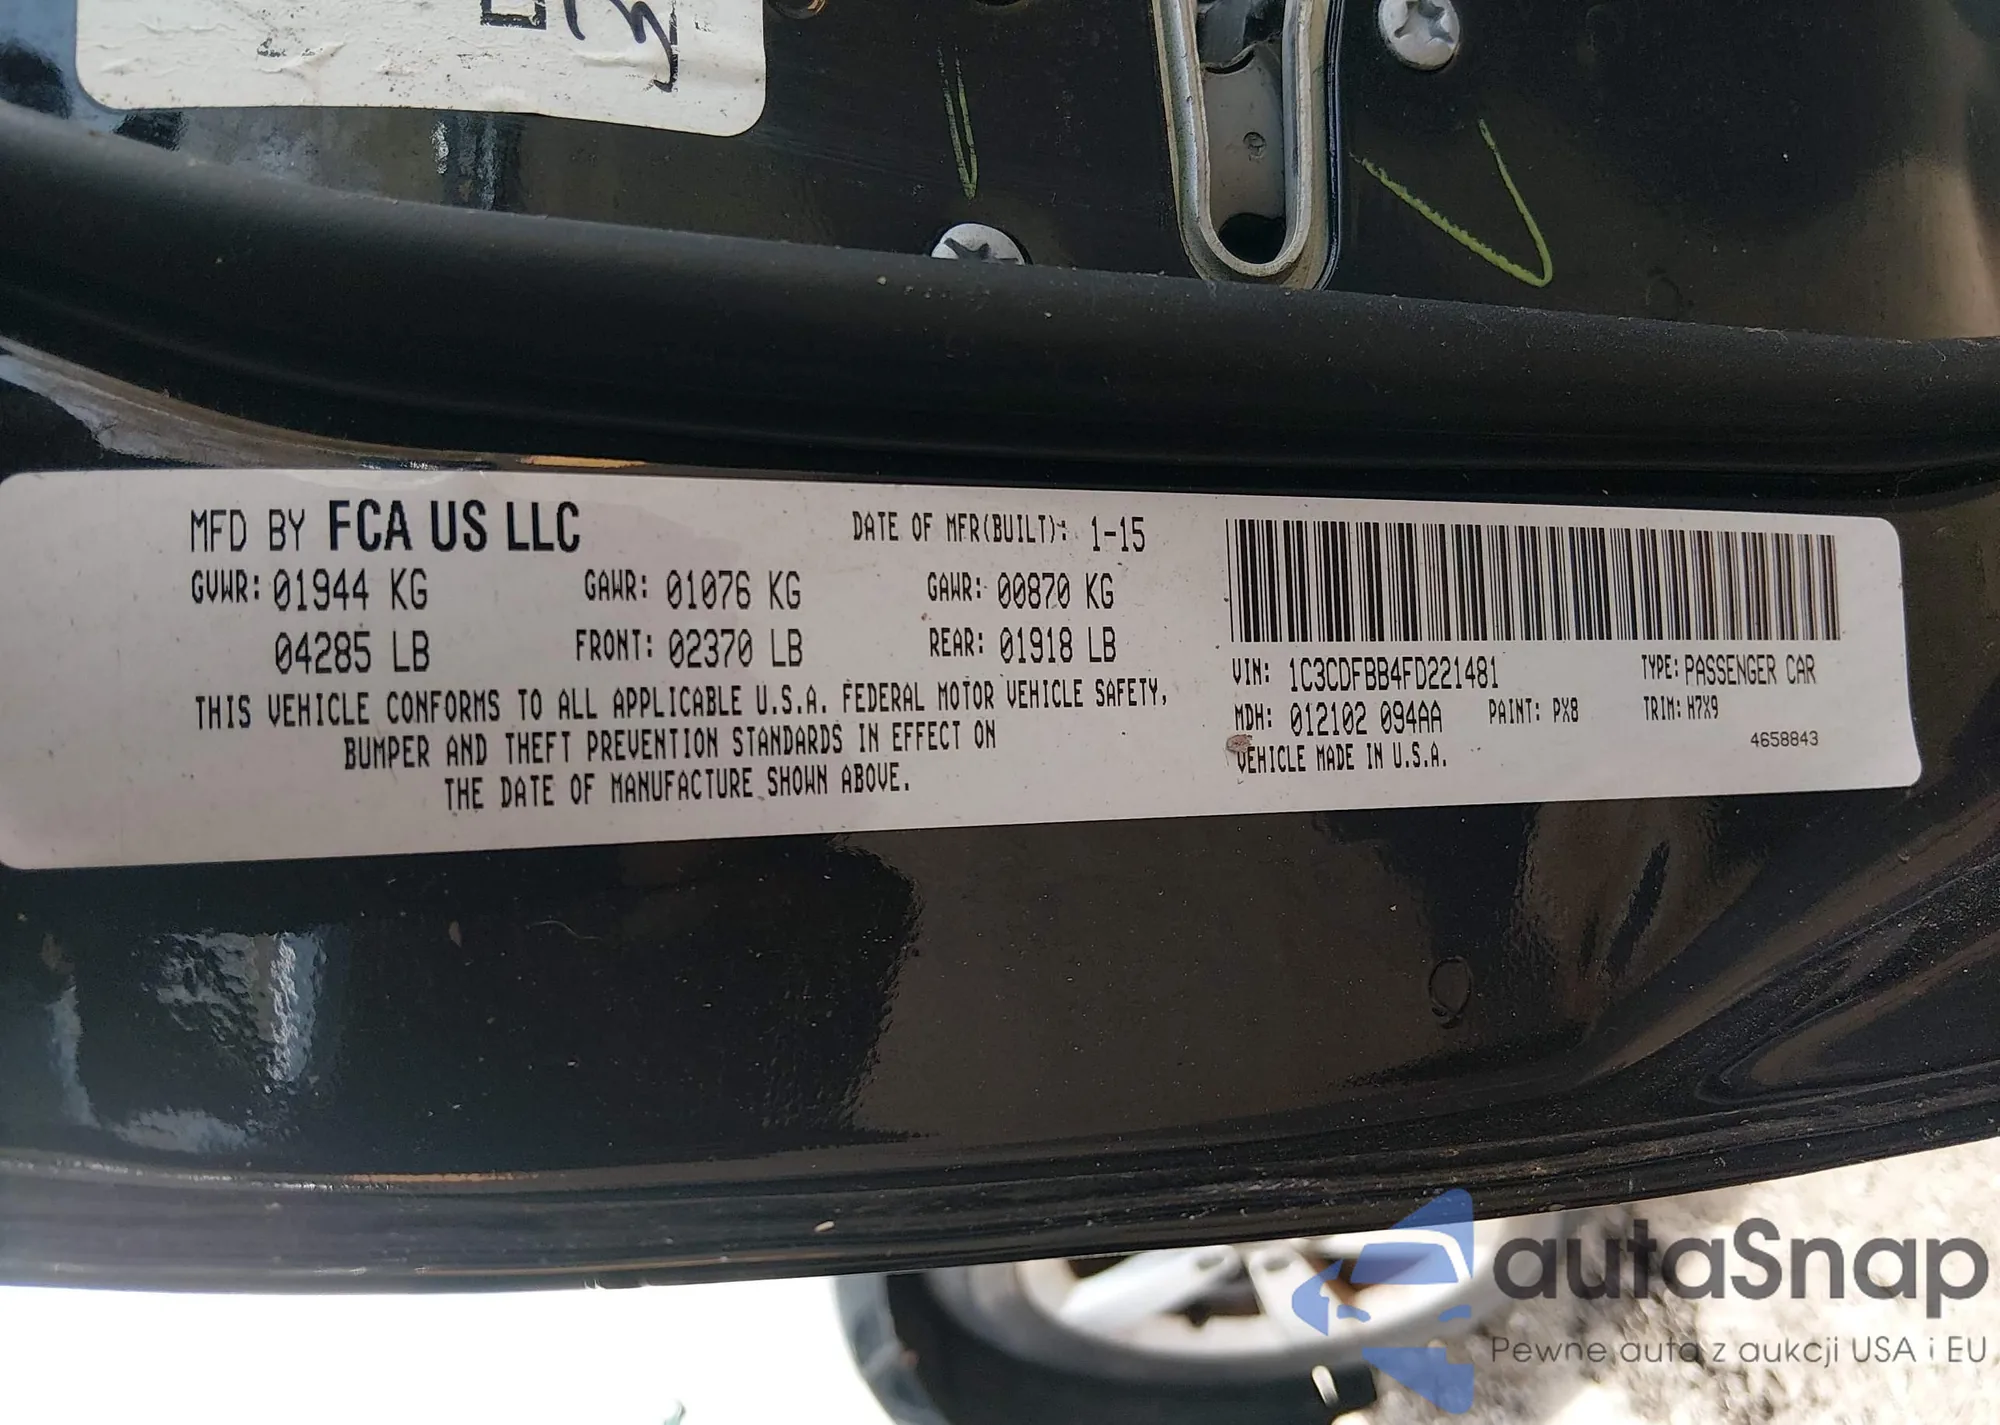 MFD BY FCA US LLC DATE OF MFR(BUILT): 1-15
GVWR: 01944 KG GAWR: 01076 KG GAWR: 00870 KG
04285 LB FRONT: 02370 LB REAR: 01918 LB
THIS VEHICLE CONFORMS TO ALL APPLICABLE U.S.A. FEDERAL MOTOR VEHICLE SAFETY,
BUMPER AND THEFT PREVENTION STANDARDS IN EFFECT ON
THE DATE OF MANUFACTURE SHOWN ABOVE.
VIN: 1C3CDFBB4FD221481 TYPE: PASSENGER CAR
MDH: 012102 094AA PAINT: PX8 TRIM: H7X9
VEHICLE MADE IN U.S.A. 4658843
autaSnap
Pewne auta z aukcji USA i EU